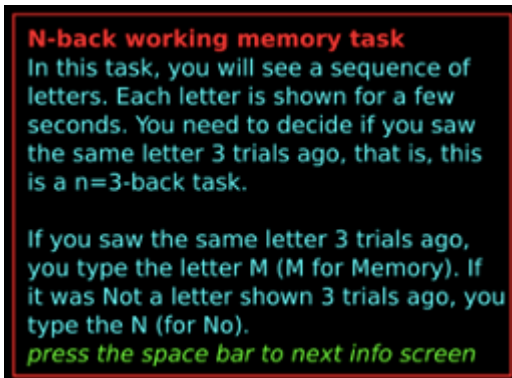 N-back working memory task
In this task, you will see a sequence of
letters. Each letter is shown for a few
seconds. You need to decide if you saw
the same letter 3 trials ago, that is, this
is a n=3-back task.
If you saw the same letter 3 trials ago,
you type the letter M (M for Memory). If
it was Not a letter shown 3 trials ago, you
type the N (for No).
press the space bar to next info screen